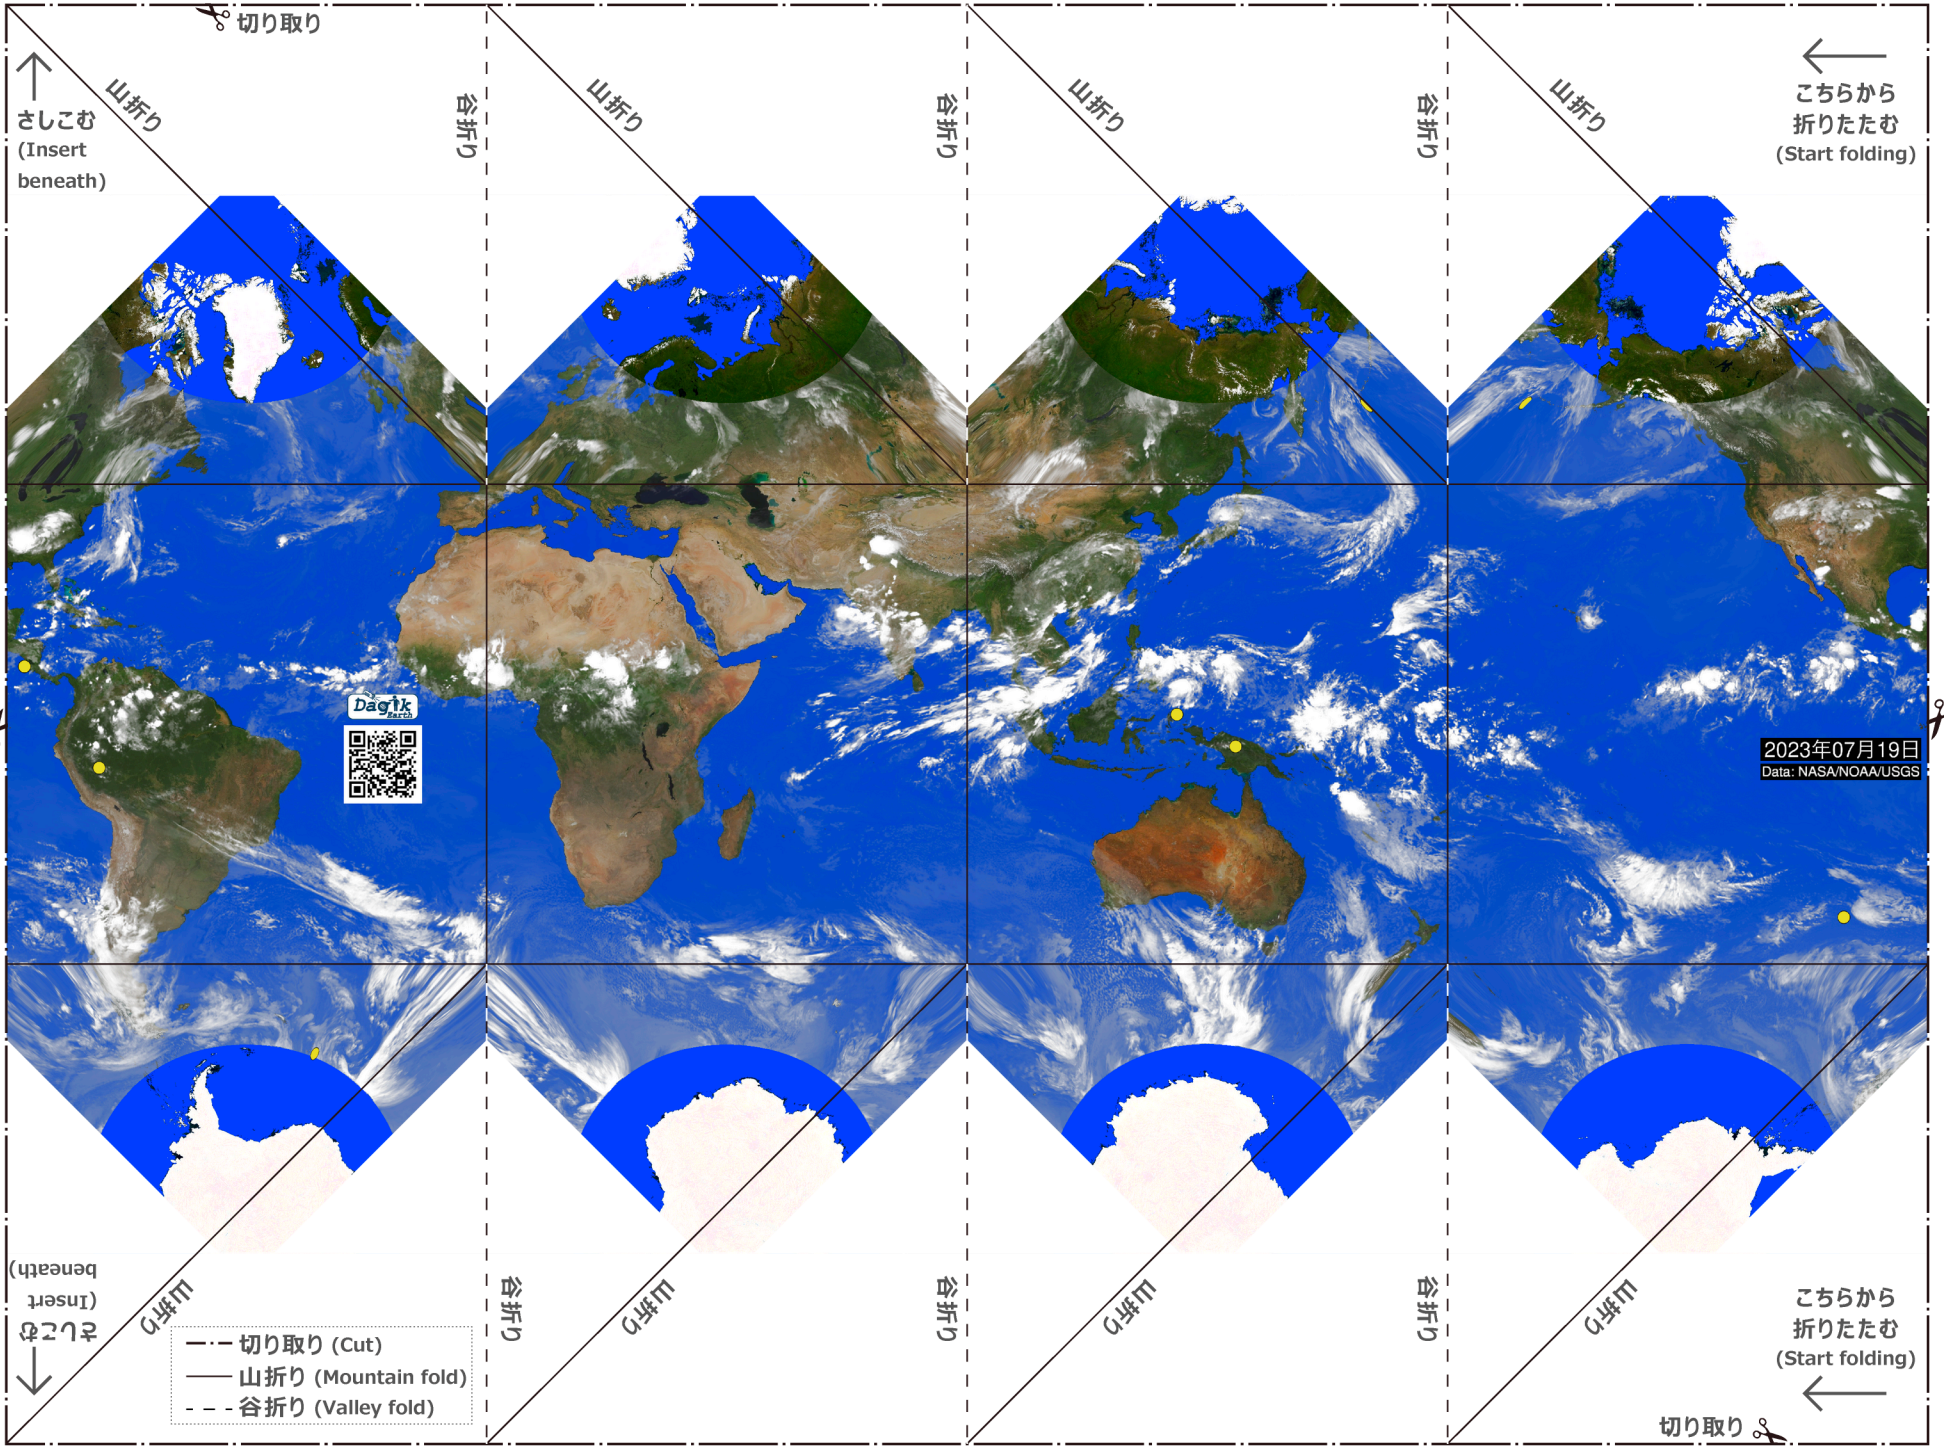 切り取り
さしこむ
(Insert
beneath)
山折り
谷折り
山折り
谷折り
山折り
谷折り
山折り
こちらから
折りたたむ
(Start folding)
Dagik
Earth
2023年07月19日
Data: NASA/NOAA/USGS
さしこむ
(Insert
beneath)
山折り
谷折り
山折り
谷折り
山折り
谷折り
山折り
こちらから
折りたたむ
(Start folding)
切り取り (Cut)
山折り (Mountain fold)
谷折り (Valley fold)
切り取り